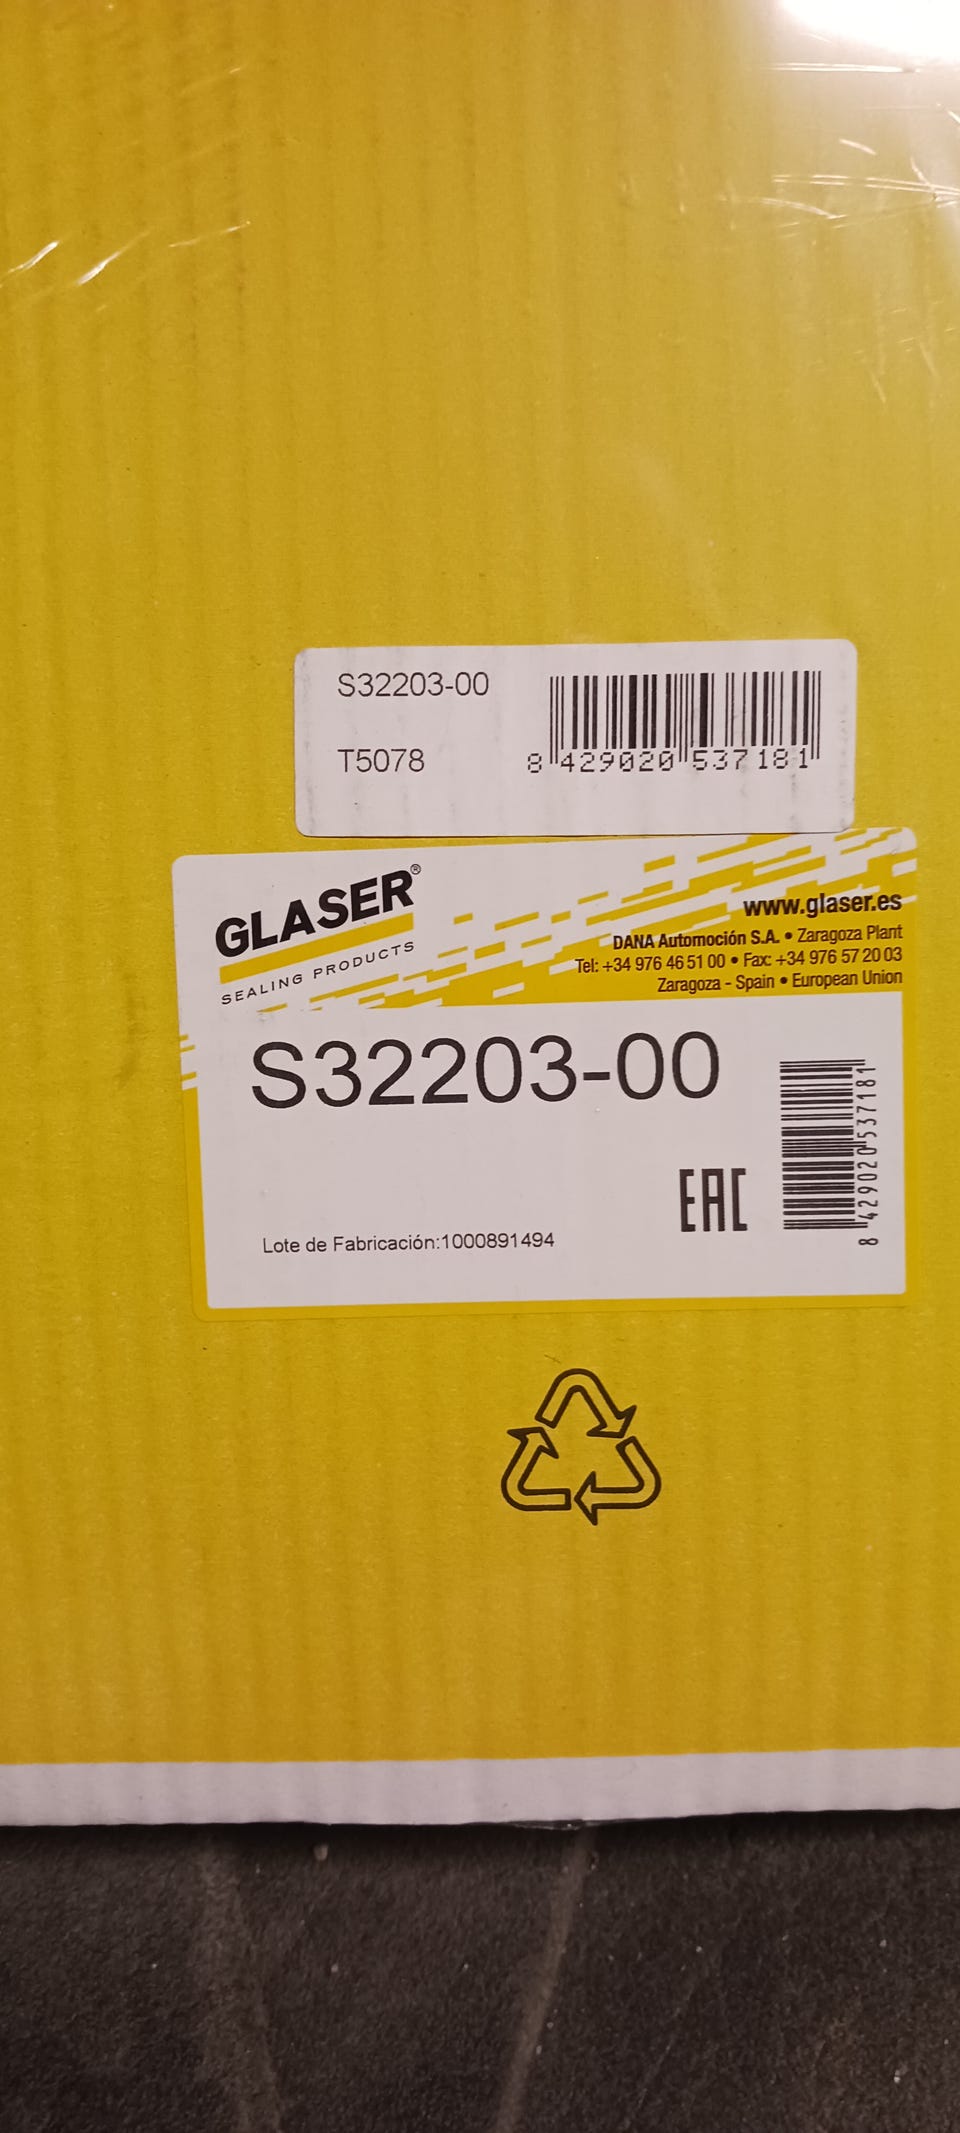 S32203-00
T5078
8 429020 537181
GLASER®
SEALING PRODUCTS
www.glaser.es
DANA Automoción S.A. • Zaragoza Plant
Tel: +34 976 46 51 00 • Fax: +34 976 57 20 03
Zaragoza - Spain • European Union
S32203-00
EAC
8 429020 537181
Lote de Fabricación:1000891494